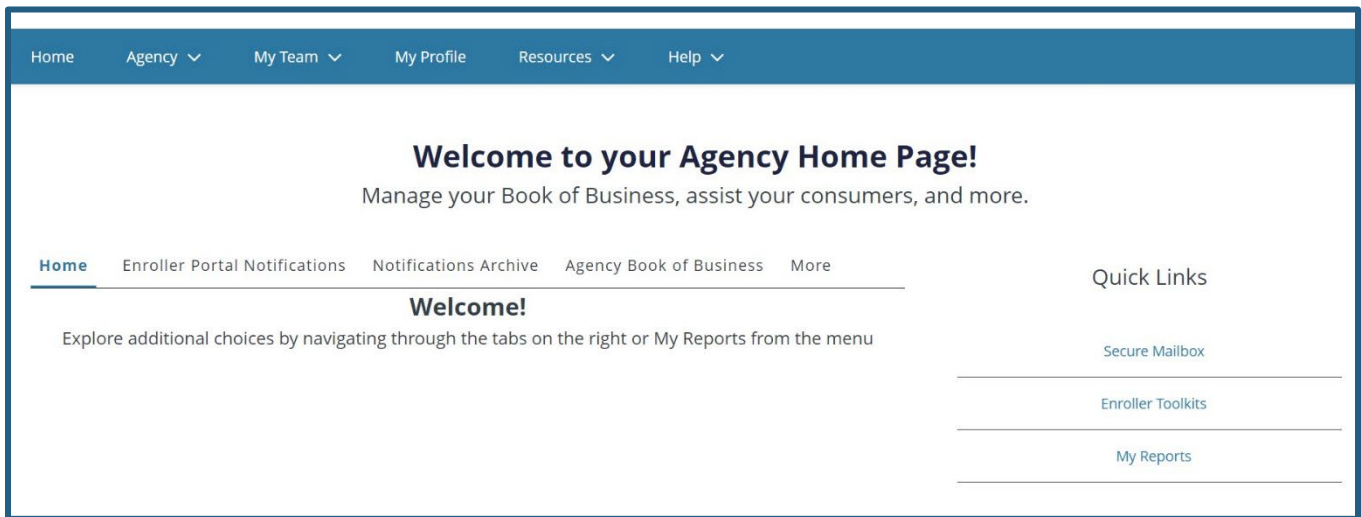 Home Agency My Team My Profile Resources Help
Welcome to your Agency Home Page!
Manage your Book of Business, assist your consumers, and more.
Home Enroller Portal Notifications Notifications Archive Agency Book of Business More
Welcome!
Explore additional choices by navigating through the tabs on the right or My Reports from the menu
Quick Links
Secure Mailbox
Enroller Toolkits
My Reports